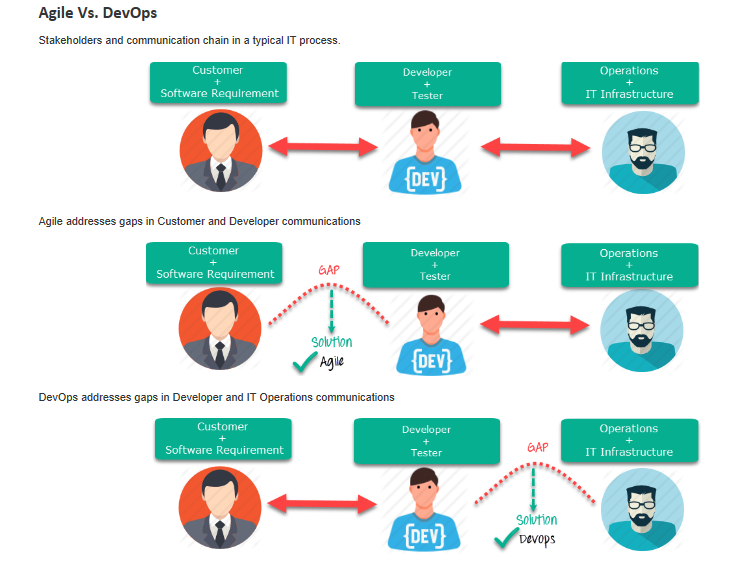 Agile Vs. DevOps
Stakeholders and communication chain in a typical IT process.
Customer
+
Software Requirement
Developer
+
Tester
Operations
+
IT Infrastructure
{DEV}
Agile addresses gaps in Customer and Developer communications
Customer
+
Software Requirement
GAP
Developer
+
Tester
Operations
+
IT Infrastructure
Solution
Agile
{DEV}
DevOps addresses gaps in Developer and IT Operations communications
Customer
+
Software Requirement
Developer
+
Tester
GAP
Operations
+
IT Infrastructure
{DEV}
Solution
Devops